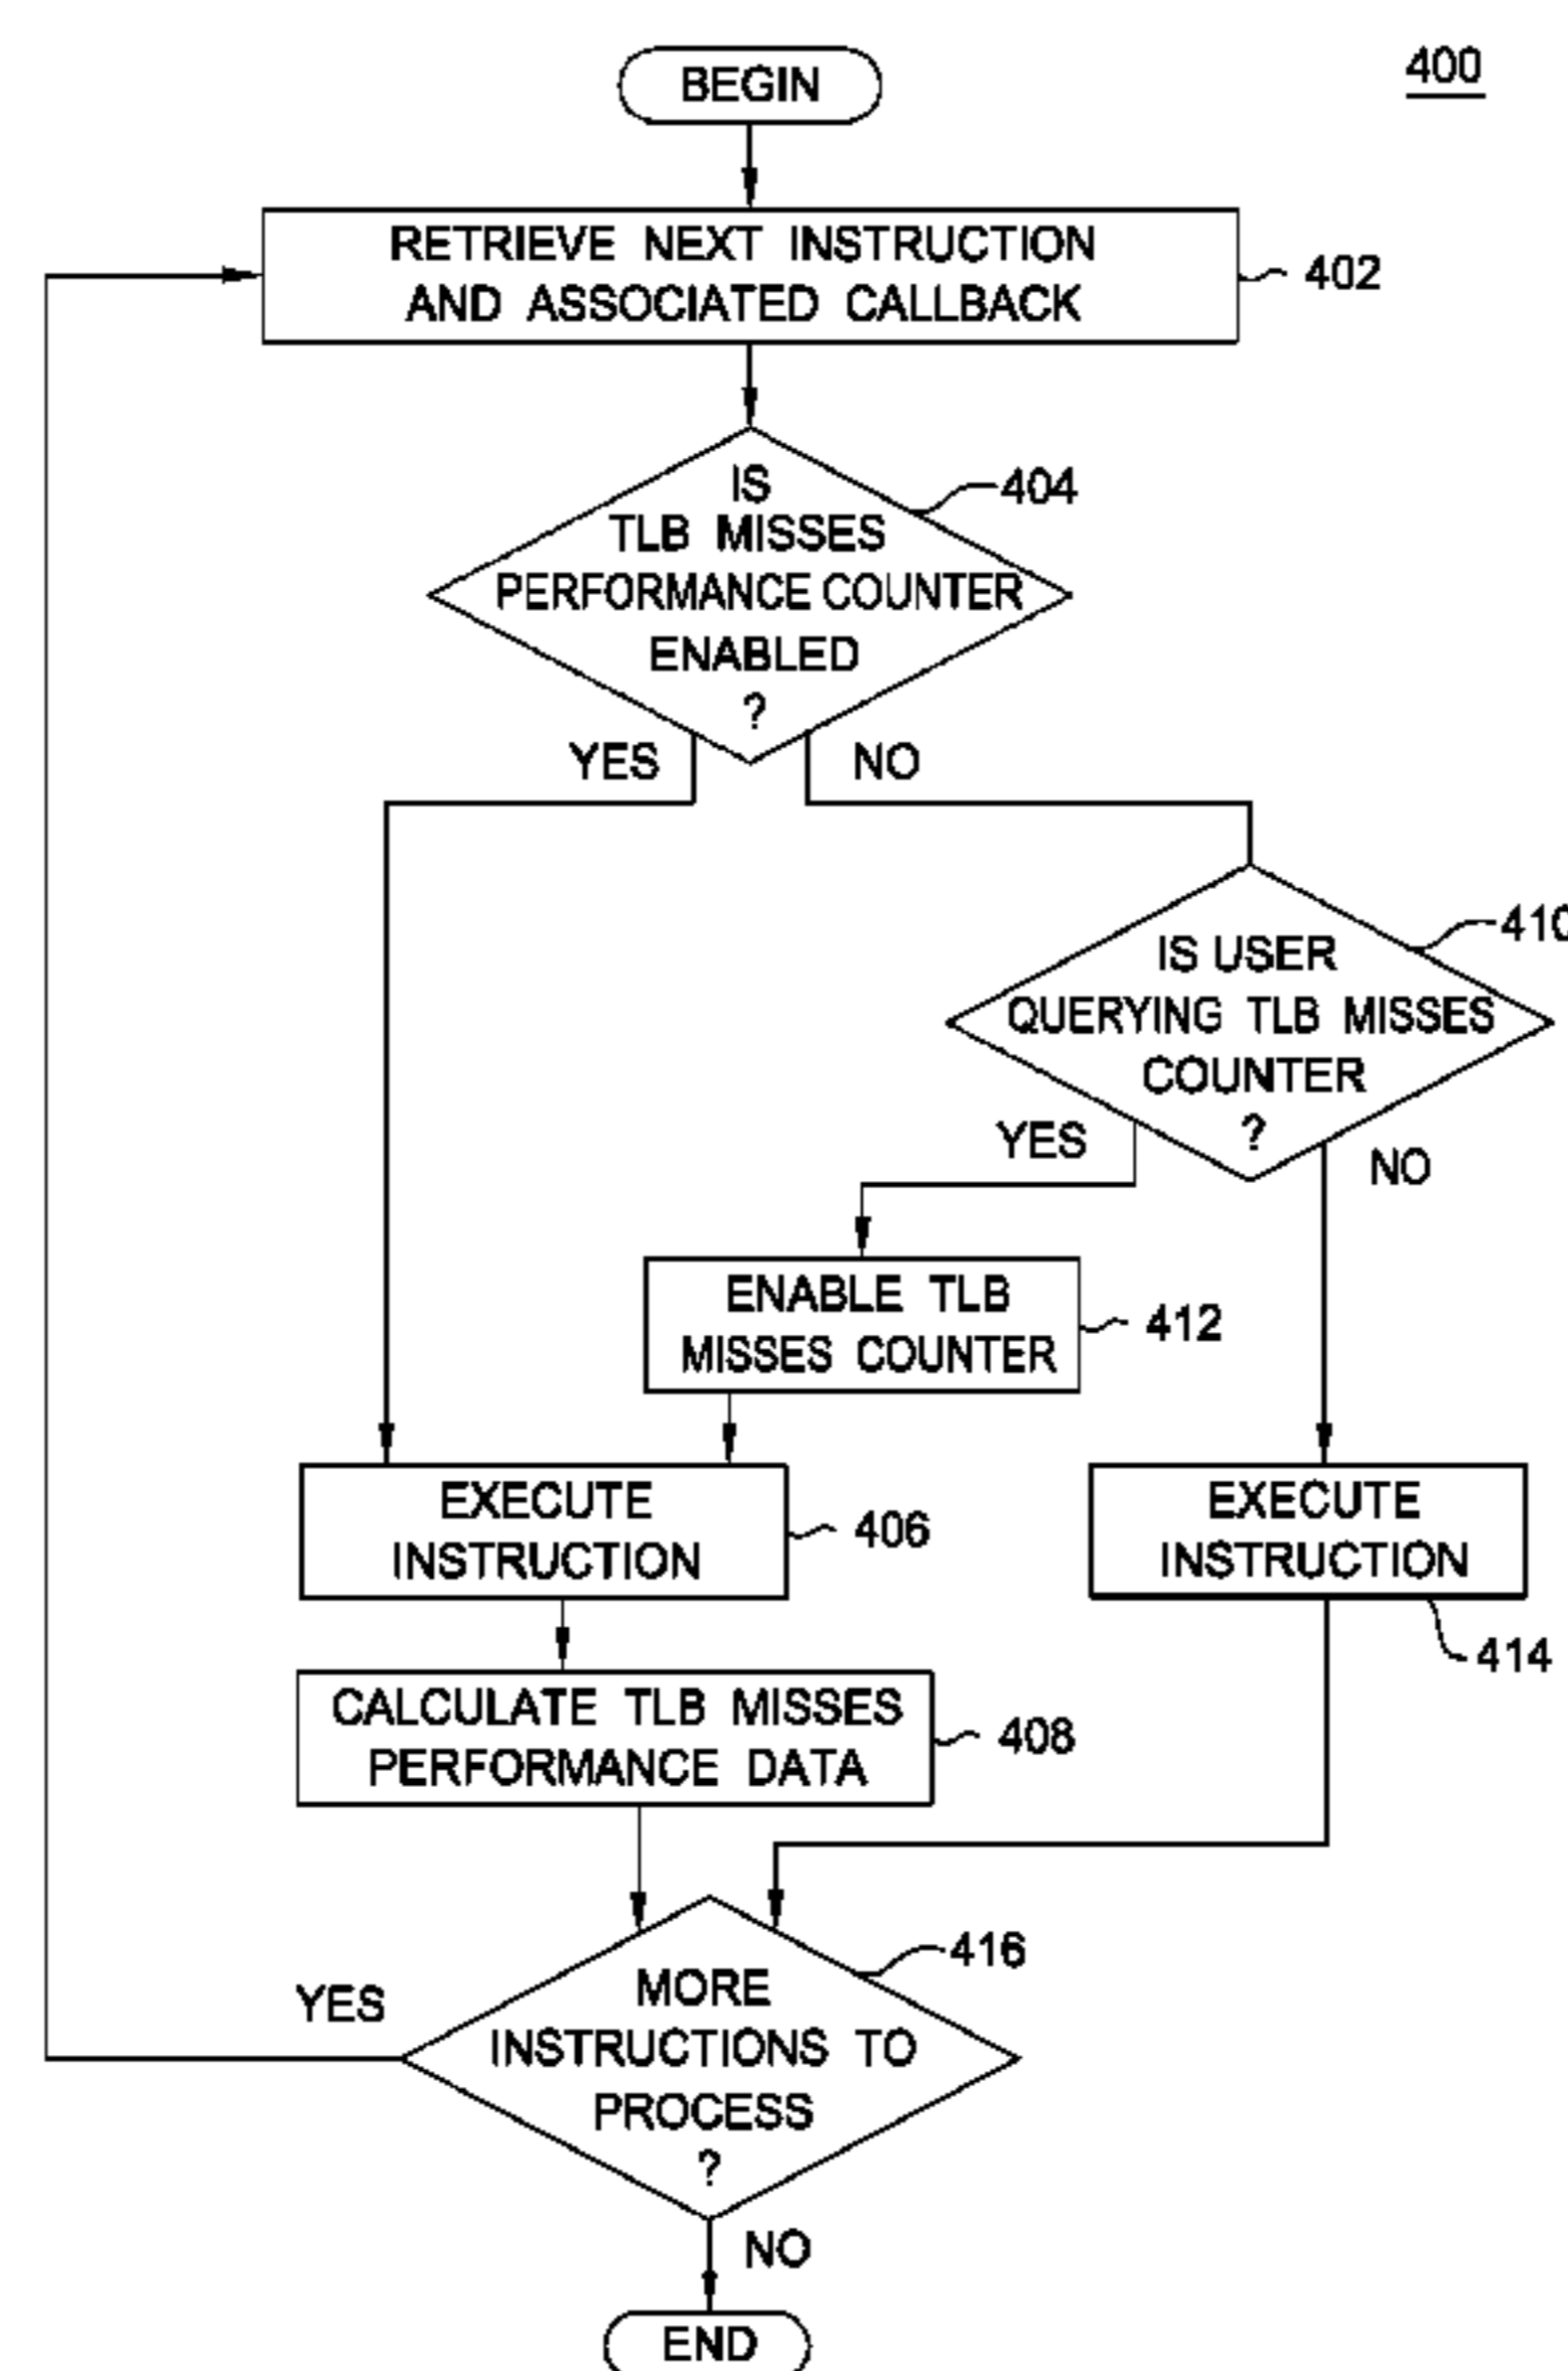 BEGIN
400
RETRIEVE NEXT INSTRUCTION
AND ASSOCIATED CALLBACK
402
IS
TLB MISSES
PERFORMANCE COUNTER
ENABLED
?
404
YES
NO
IS USER
QUERYING TLB MISSES
COUNTER
?
410
YES
NO
ENABLE TLB
MISSES COUNTER
412
EXECUTE
INSTRUCTION
406
EXECUTE
INSTRUCTION
414
CALCULATE TLB MISSES
PERFORMANCE DATA
408
MORE
INSTRUCTIONS TO
PROCESS
?
416
YES
NO
END